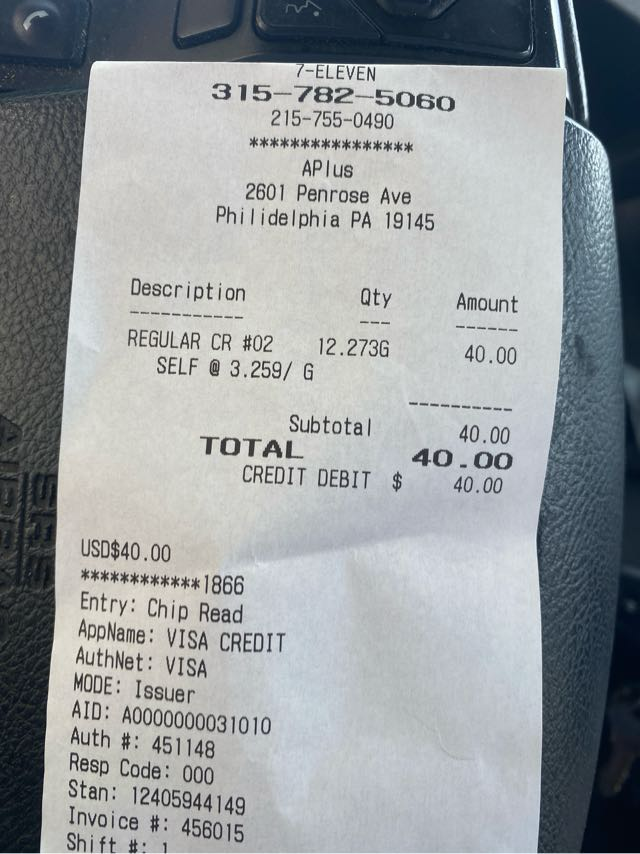 7-ELEVEN
315-782-5060
215-755-0490
****************
APlus
2601 Penrose Ave
Philidelphia PA 19145
Description Qty Amount
----------- --- ------
REGULAR CR #02 12.273G 40.00
SELF @ 3.259/ G
----------
Subtotal 40.00
TOTAL 40.00
CREDIT DEBIT $ 40.00
USD$40.00
************1866
Entry: Chip Read
AppName: VISA CREDIT
AuthNet: VISA
MODE: Issuer
AID: A0000000031010
Auth #: 451148
Resp Code: 000
Stan: 12405944149
Invoice #: 456015
Shift #: 1